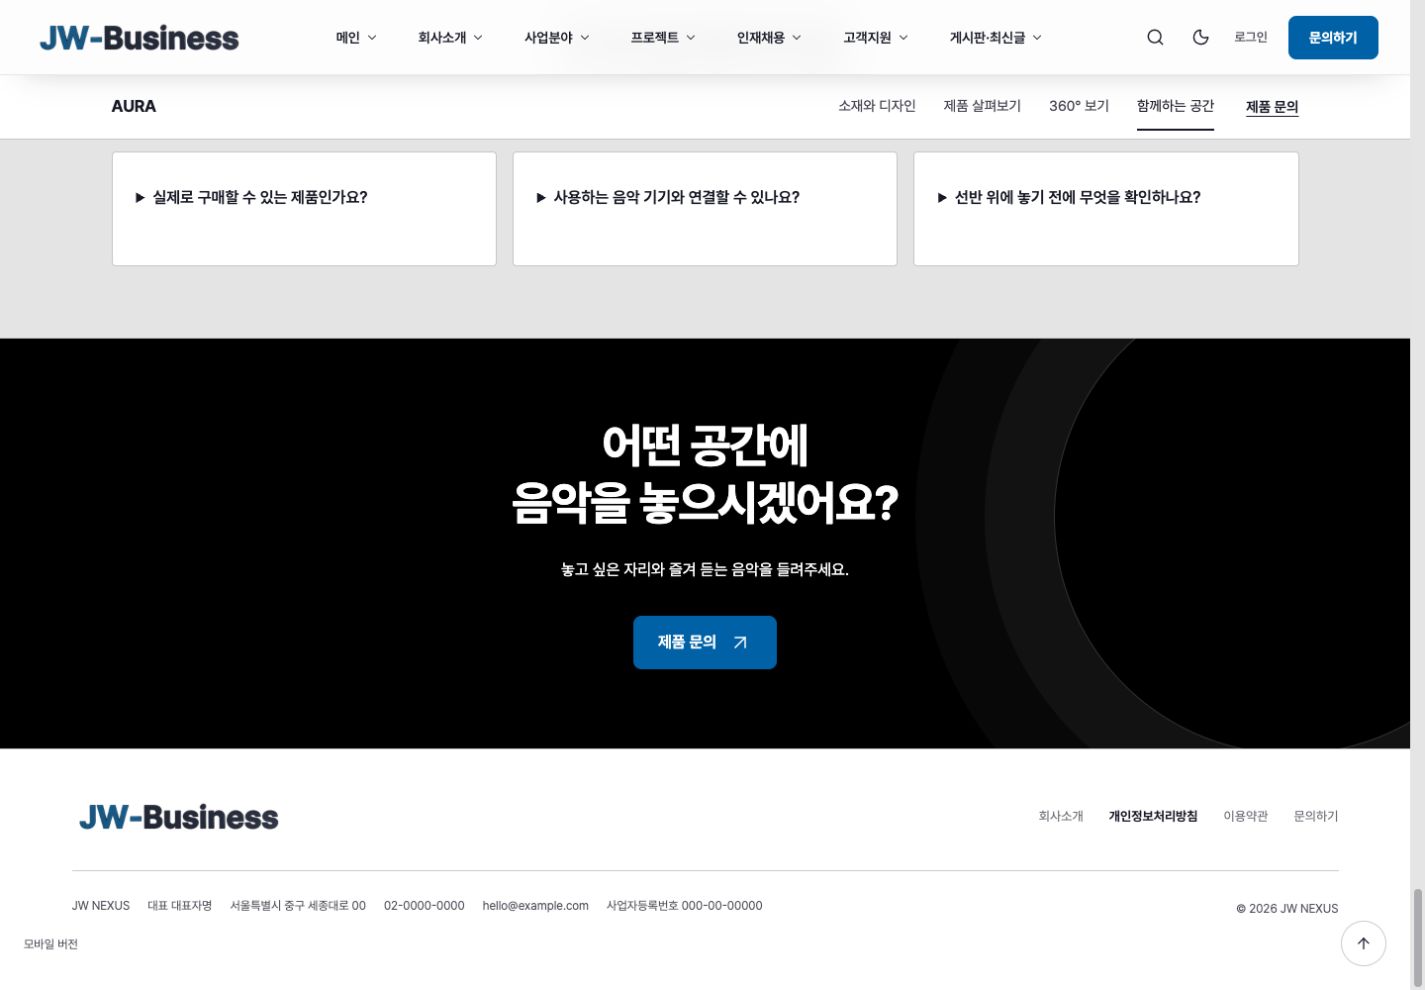 JW-Business
메인
회사소개
사업분야
프로젝트
인재채용
고객지원
게시판·최신글
로그인
문의하기
AURA
소재와 디자인
제품 살펴보기
360° 보기
함께하는 공간
제품 문의
실제로 구매할 수 있는 제품인가요?
사용하는 음악 기기와 연결할 수 있나요?
선반 위에 놓기 전에 무엇을 확인하나요?
어떤 공간에
음악을 놓으시겠어요?
놓고 싶은 자리와 즐겨 듣는 음악을 들려주세요.
제품 문의
JW-Business
회사소개
개인정보처리방침
이용약관
문의하기
JW NEXUS
대표 대표자명
서울특별시 중구 세종대로 00
02-0000-0000
hello@example.com
사업자등록번호 000-00-00000
© 2026 JW NEXUS
모바일 버전